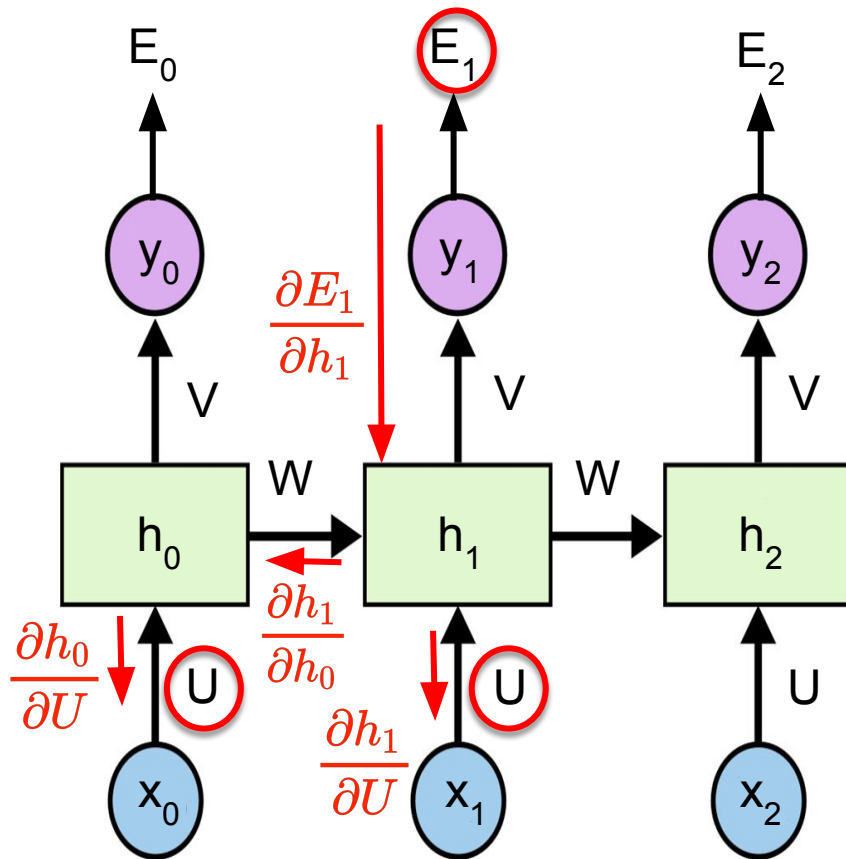 E₀ E₁ E₂
y₀ y₁ y₂
∂E₁/∂h₁
V V V
W W
h₀ h₁ h₂
∂h₁/∂h₀
∂h₀/∂U U U U
∂h₁/∂U
x₀ x₁ x₂